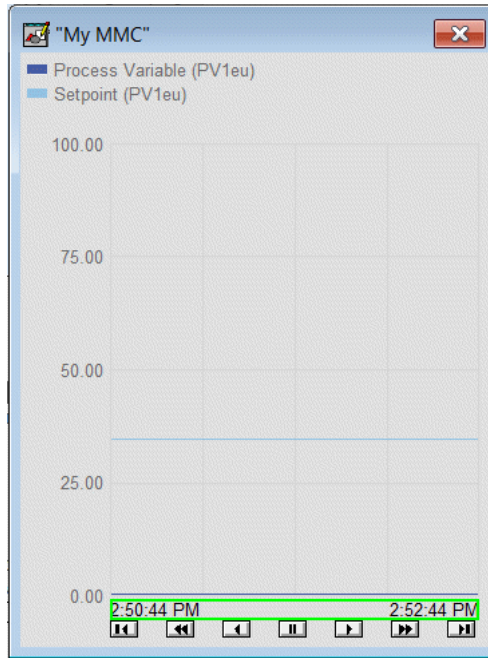 "My MMC"
Process Variable (PV1eu)
Setpoint (PV1eu)
100.00
75.00
50.00
25.00
0.00
2:50:44 PM 2:52:44 PM